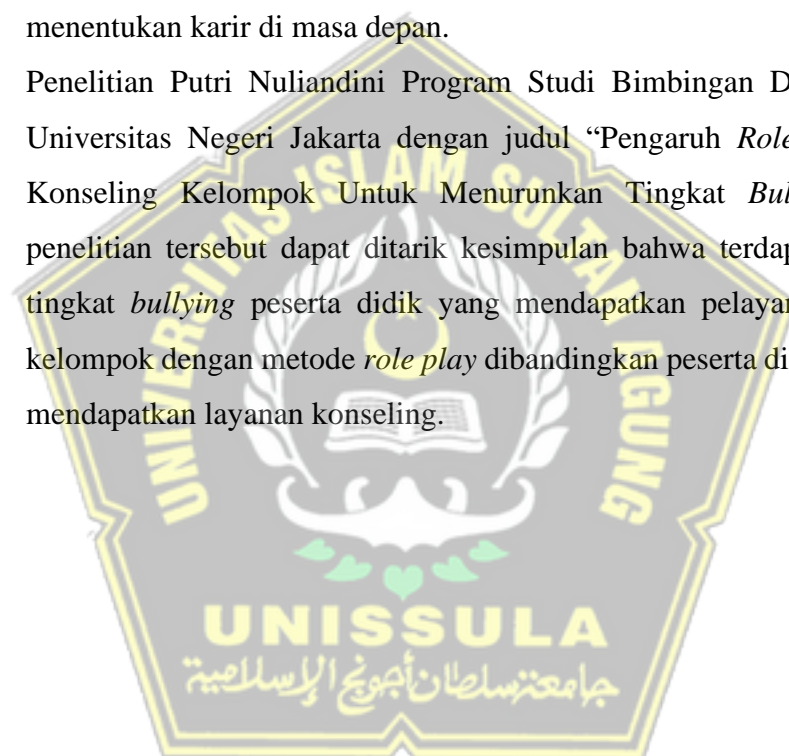 menentukan karir di masa depan.
Penelitian Putri Nuliandini Program Studi Bimbingan D
Universitas Negeri Jakarta dengan judul “Pengaruh Role
Konseling Kelompok Untuk Menurunkan Tingkat Bul
penelitian tersebut dapat ditarik kesimpulan bahwa terdap
tingkat bullying peserta didik yang mendapatkan pelayar
kelompok dengan metode role play dibandingkan peserta di
mendapatkan layanan konseling.
UNIVERSITAS ISLAM SULTAN AGUNG
UNISSULA
جامعة سلطان أجونج الإسلامية